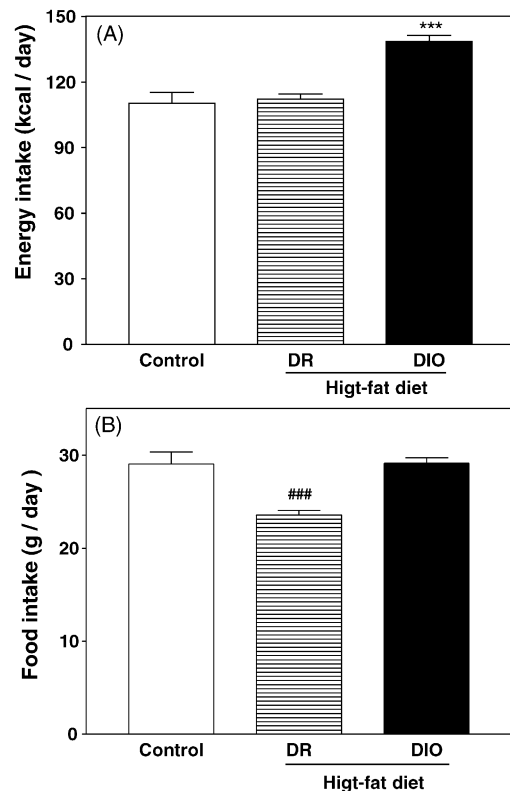 (A)
Energy intake (kcal / day)
150
120
90
60
30
0
***
Control
DR
DIO
Higt-fat diet
(B)
Food intake (g / day )
30
20
10
0
###
Control
DR
DIO
Higt-fat diet